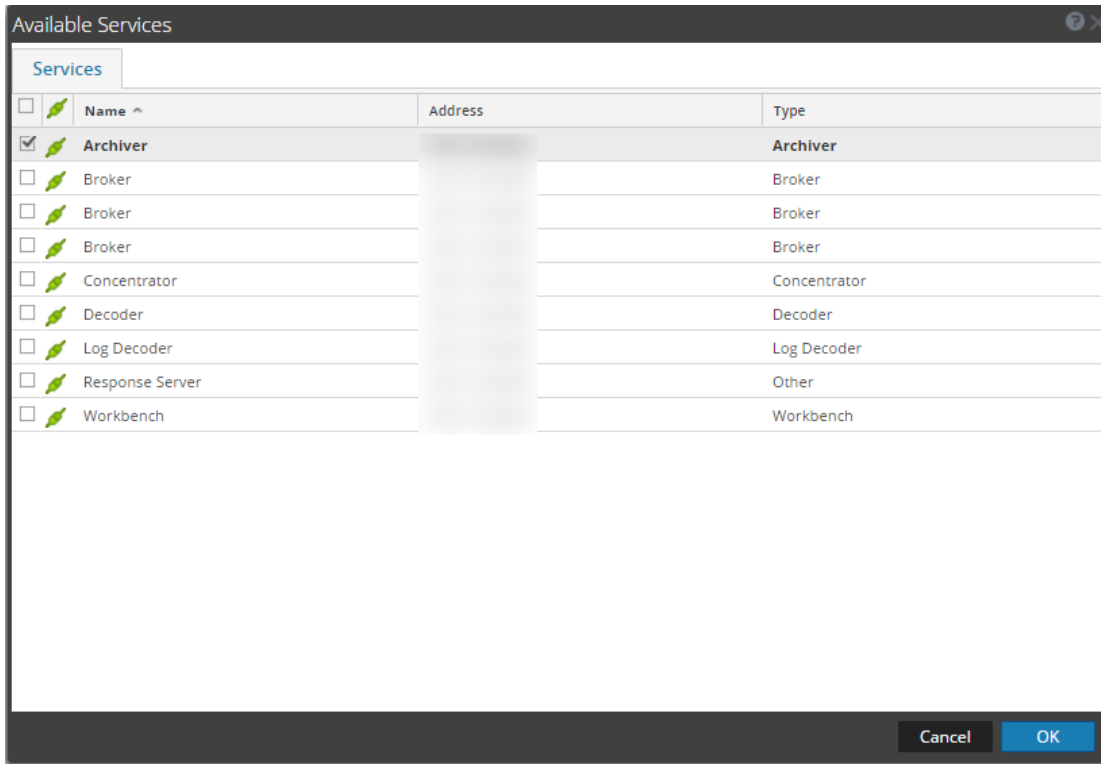 Available Services
Services
Name Address Type
Archiver Archiver
Broker Broker
Broker Broker
Broker Broker
Concentrator Concentrator
Decoder Decoder
Log Decoder Log Decoder
Response Server Other
Workbench Workbench
Cancel OK